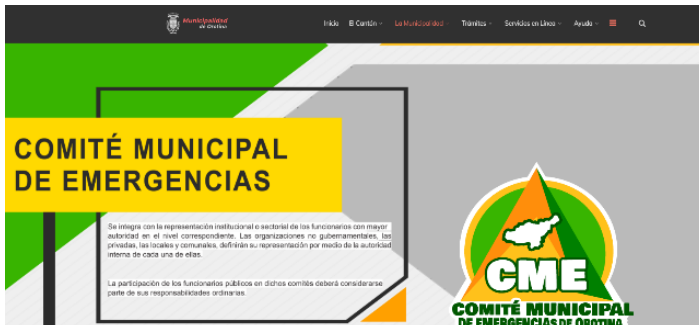 Municipalidad
de Orotina
Inicio El Cantón La Municipalidad Trámites Servicios en Línea Ayuda
COMITÉ MUNICIPAL
DE EMERGENCIAS
Se integra con la representación institucional o sectorial de los funcionarios con mayor
autoridad en el nivel correspondiente. Las organizaciones no gubernamentales, las
privadas, las locales y comunales, definirán su representación por medio de la autoridad
interna de cada una de ellas.
La participación de los funcionarios públicos en dichos comités deberá considerarse
parte de sus responsabilidades ordinarias.
CME
COMITÉ MUNICIPAL
DE EMERGENCIAS DE OROTINA